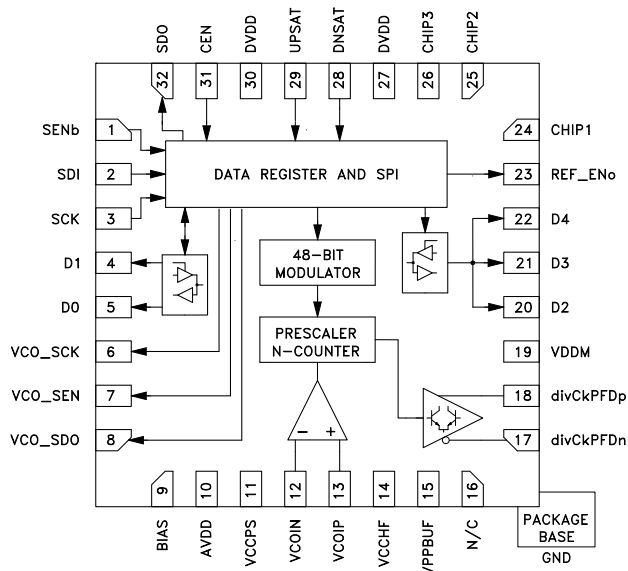 SDO CEN DVDD UPSAT DNSAT DVDD CHIP3 CHIP2
32 31 30 29 28 27 26 25
SENb 1
24 CHIP1
SDI 2
DATA REGISTER AND SPI
23 REF_ENo
SCK 3
22 D4
D1 4
48-BIT
MODULATOR
21 D3
D0 5
20 D2
PRESCALER
N-COUNTER
VCO_SCK 6
19 VDDM
VCO_SEN 7
18 divCkPFDp
VCO_SDO 8
− +
17 divCkPFDn
9 10 11 12 13 14 15 16
BIAS AVDD VCCPS VCOIN VCOIP VCCHF VPPBUF N/C
PACKAGE
BASE
GND